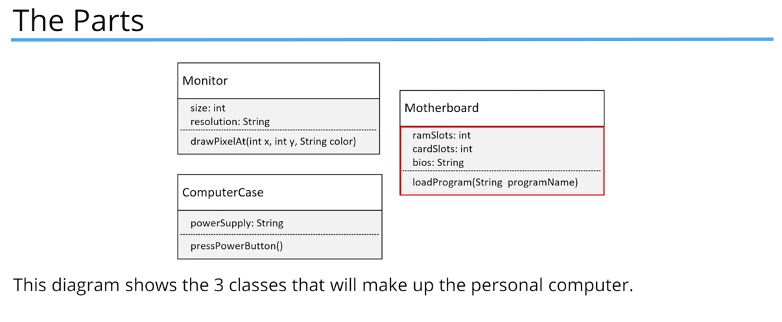 The Parts
Monitor
size: int
resolution: String
drawPixelAt(int x, int y, String color)
Motherboard
ramSlots: int
cardSlots: int
bios: String
loadProgram(String programName)
ComputerCase
powerSupply: String
pressPowerButton()
This diagram shows the 3 classes that will make up the personal computer.